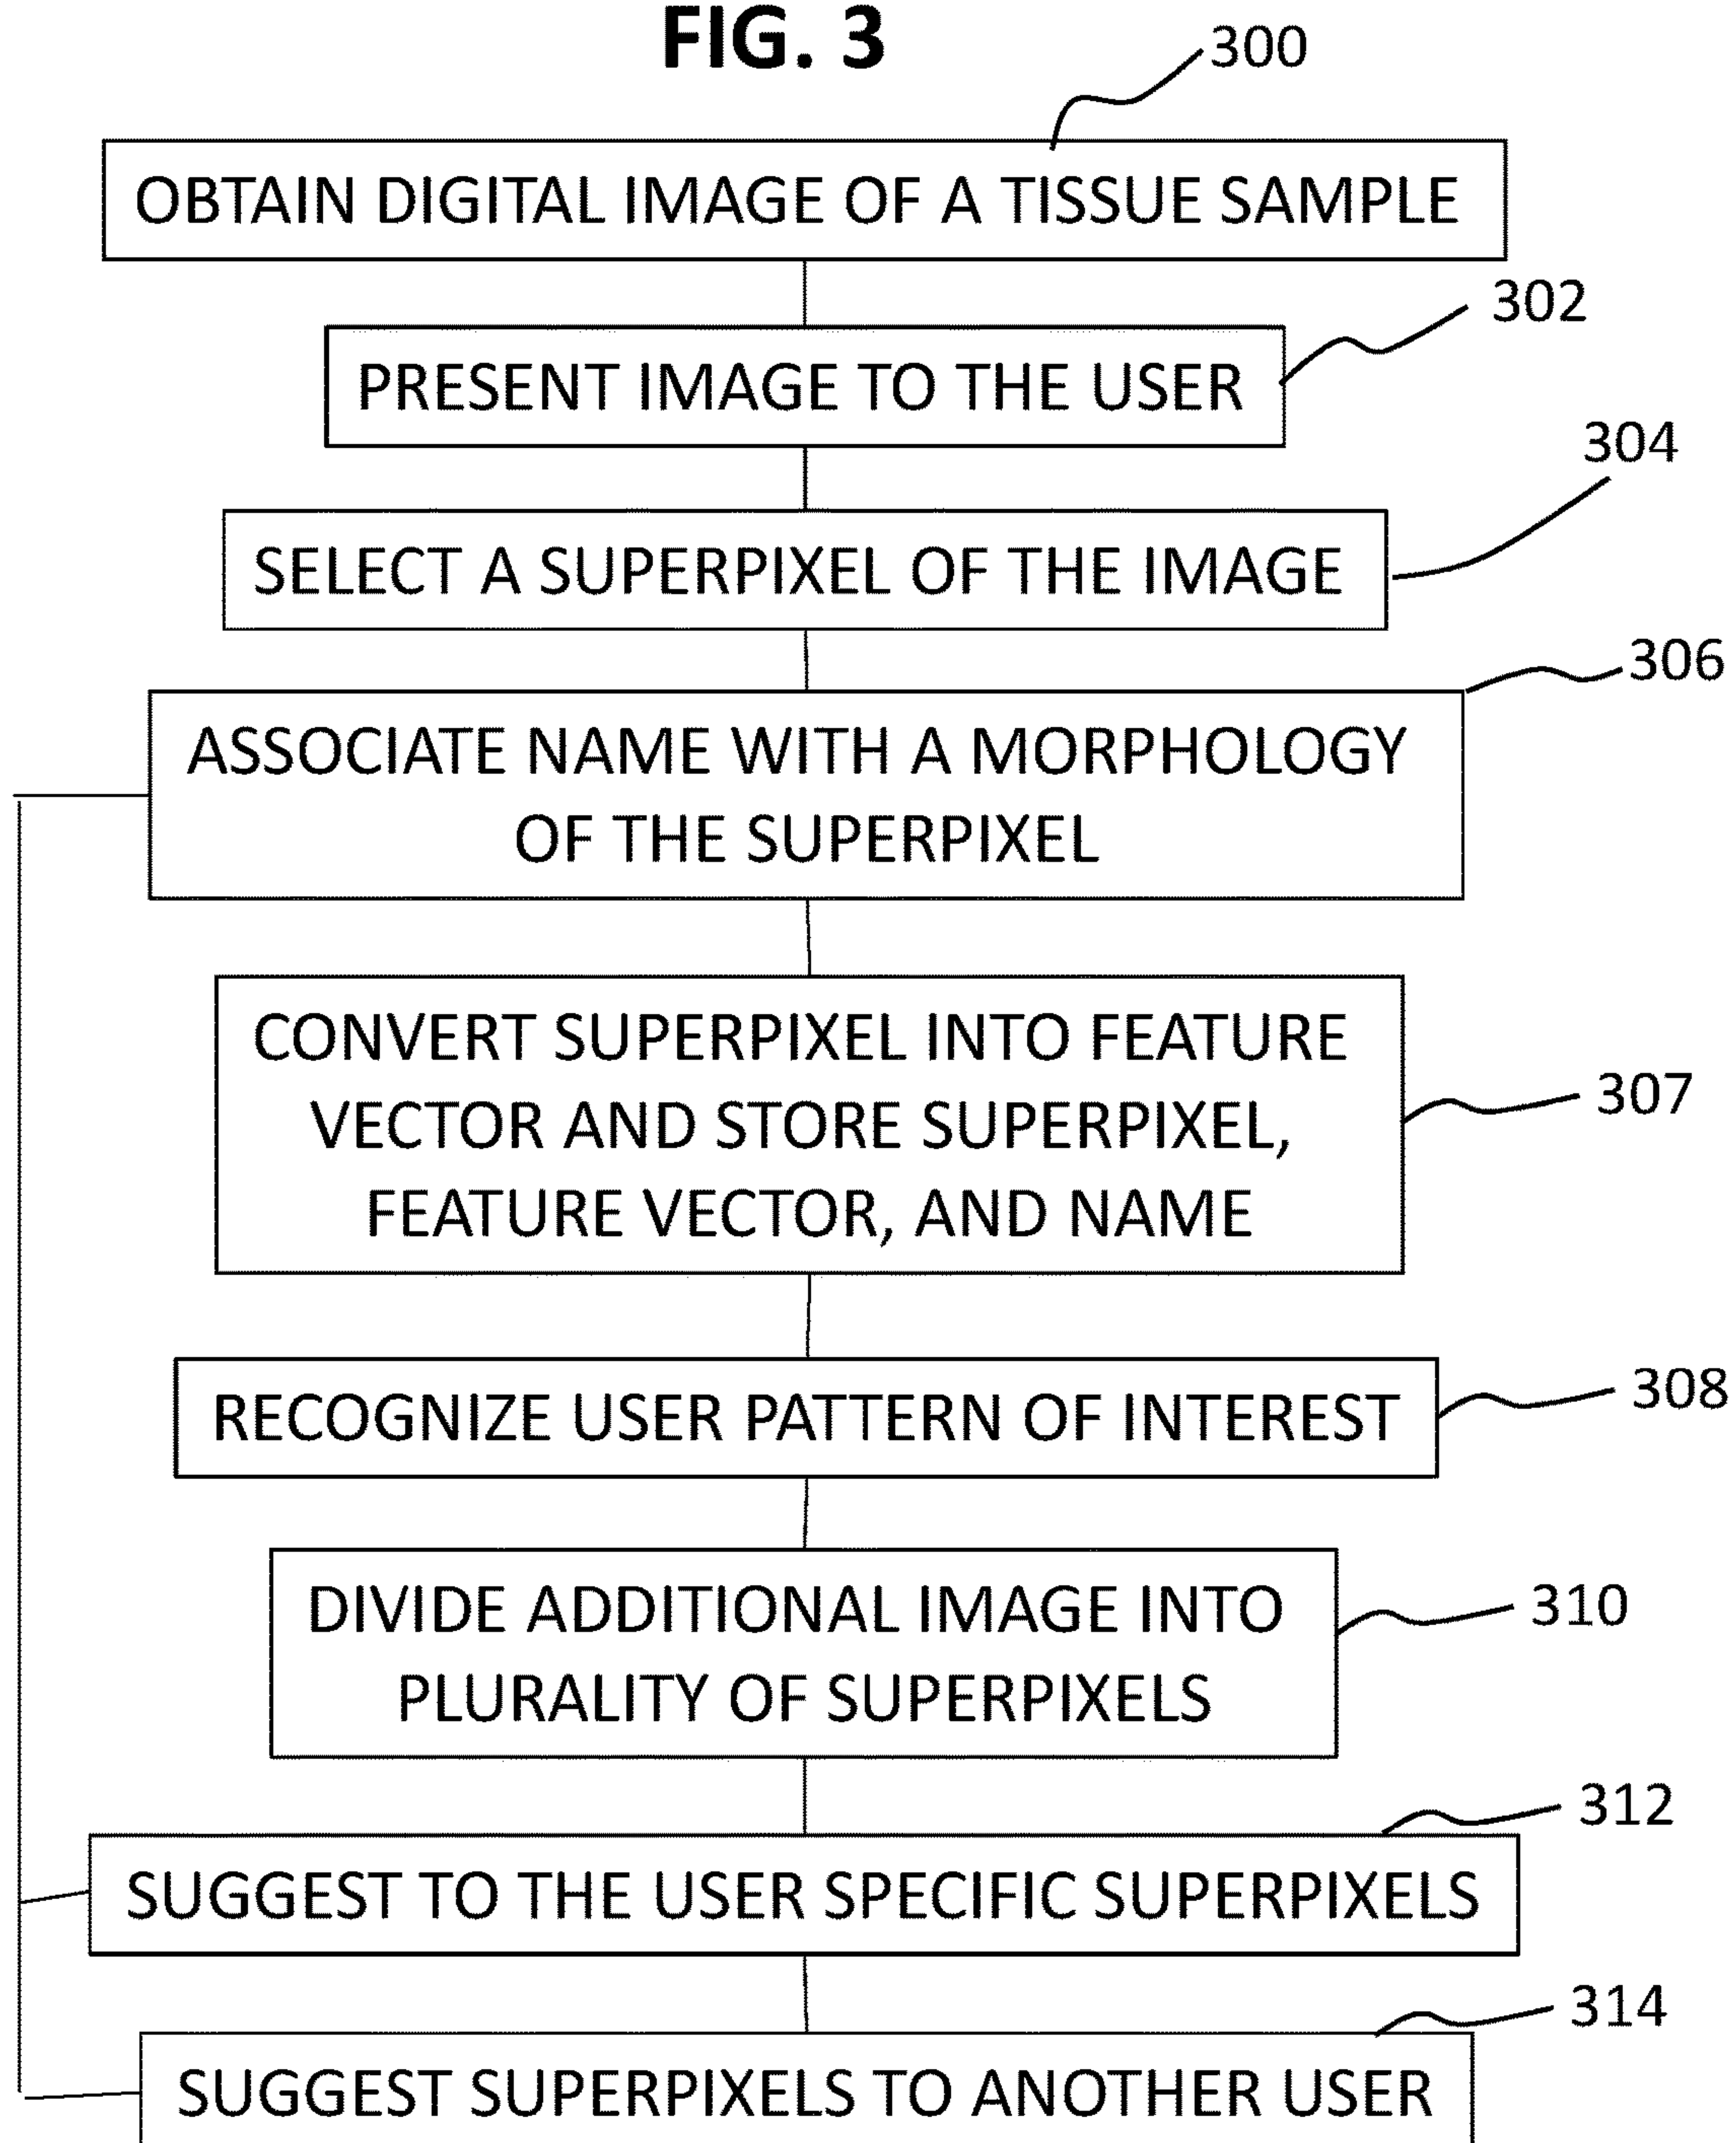 FIG. 3
300
OBTAIN DIGITAL IMAGE OF A TISSUE SAMPLE
302
PRESENT IMAGE TO THE USER
304
SELECT A SUPERPIXEL OF THE IMAGE
306
ASSOCIATE NAME WITH A MORPHOLOGY
OF THE SUPERPIXEL
CONVERT SUPERPIXEL INTO FEATURE
VECTOR AND STORE SUPERPIXEL,
FEATURE VECTOR, AND NAME
307
RECOGNIZE USER PATTERN OF INTEREST
308
DIVIDE ADDITIONAL IMAGE INTO
PLURALITY OF SUPERPIXELS
310
312
SUGGEST TO THE USER SPECIFIC SUPERPIXELS
314
SUGGEST SUPERPIXELS TO ANOTHER USER